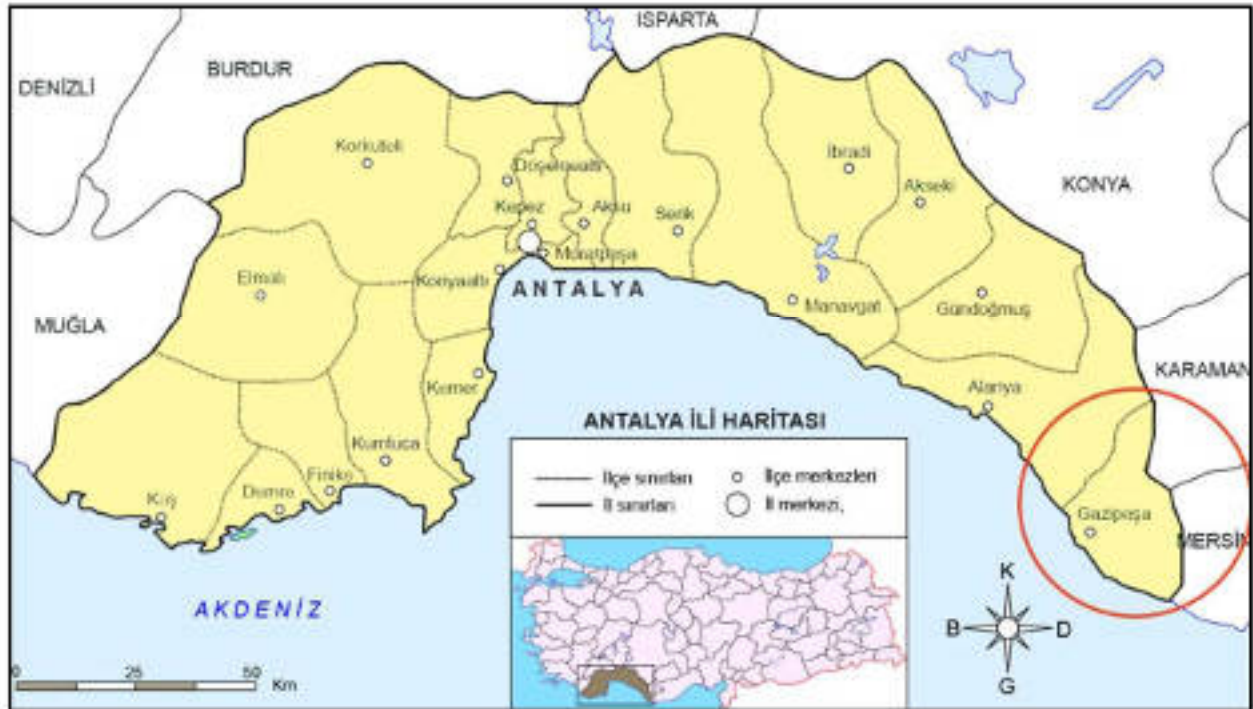 ISPARTA
DENİZLİ
BURDUR
Korkuteli
Döşemealtı
İbradi
KONYA
Akseki
Kepez
Aksu
Serik
Muratpaşa
Elmalı
Konyaaltı
ANTALYA
Manavgat
Gündoğmuş
MUĞLA
KARAMAN
Kemer
Alanya
ANTALYA İLİ HARİTASI
Kumluca
İlçe sınırları
İlçe merkezleri
Finike
Kaş
Demre
İl sınırları
İl merkezi,
Gazipaşa
MERSİN
AKDENİZ
K
B
D
G
0
25
50
Km